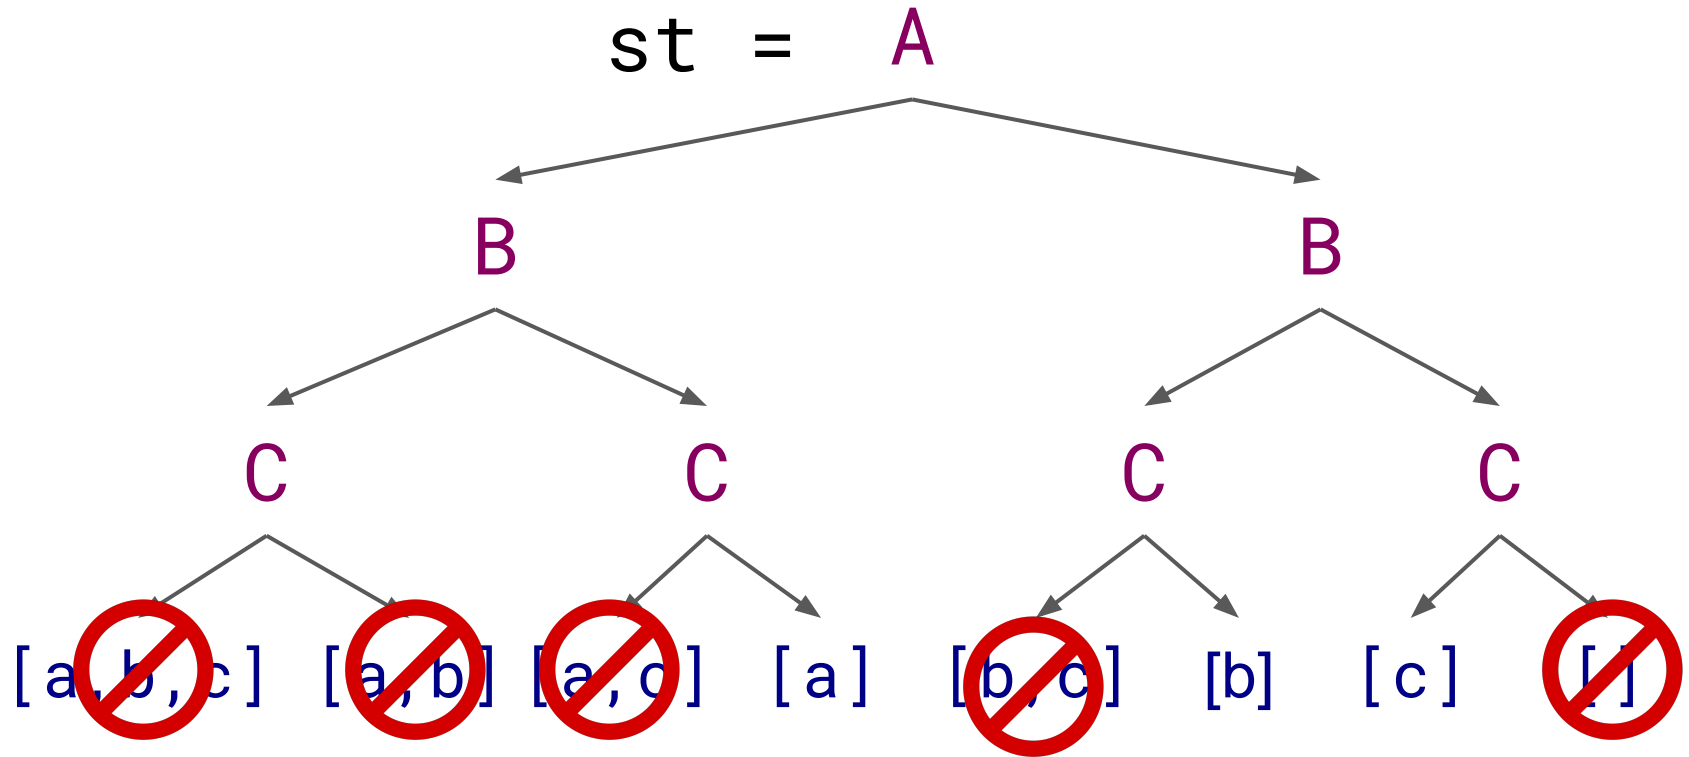 st = A
B B
C C C C
[a,b,c] [a,b] [a,c] [a] [b,c] [b] [c] []